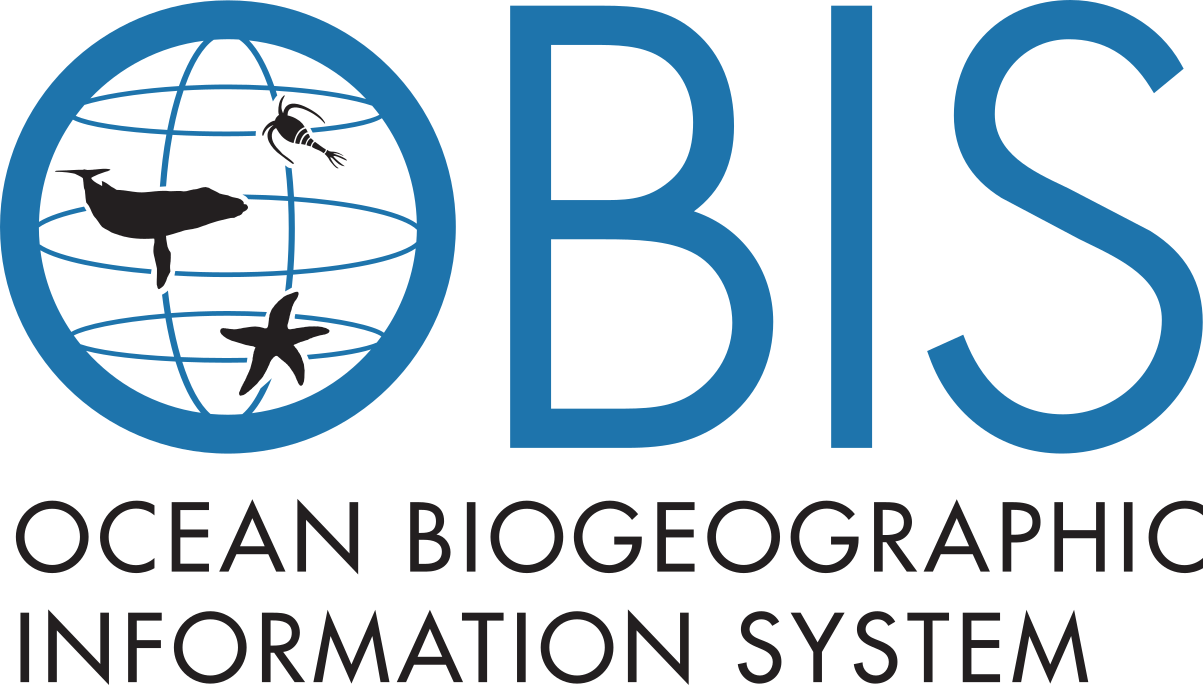 OBIS
OCEAN BIOGEOGRAPHIC
INFORMATION SYSTEM